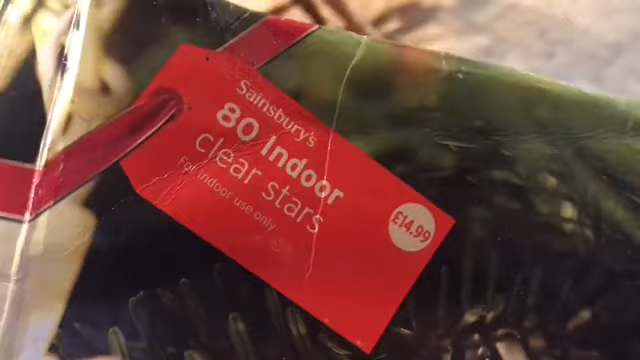 Sainsbury's
80 Indoor
clear stars
For indoor use only
£14.99